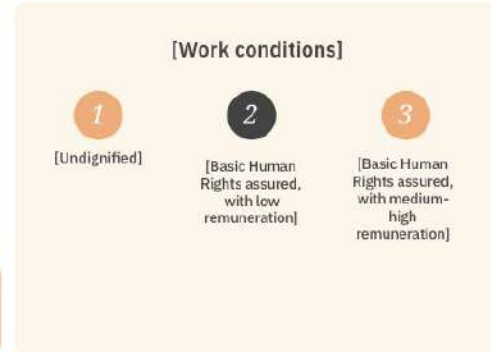 [Work conditions]
1
[Undignified]
2
[Basic Human
Rights assured,
with low
remuneration]
3
[Basic Human
Rights assured,
with medium-
high
remuneration]